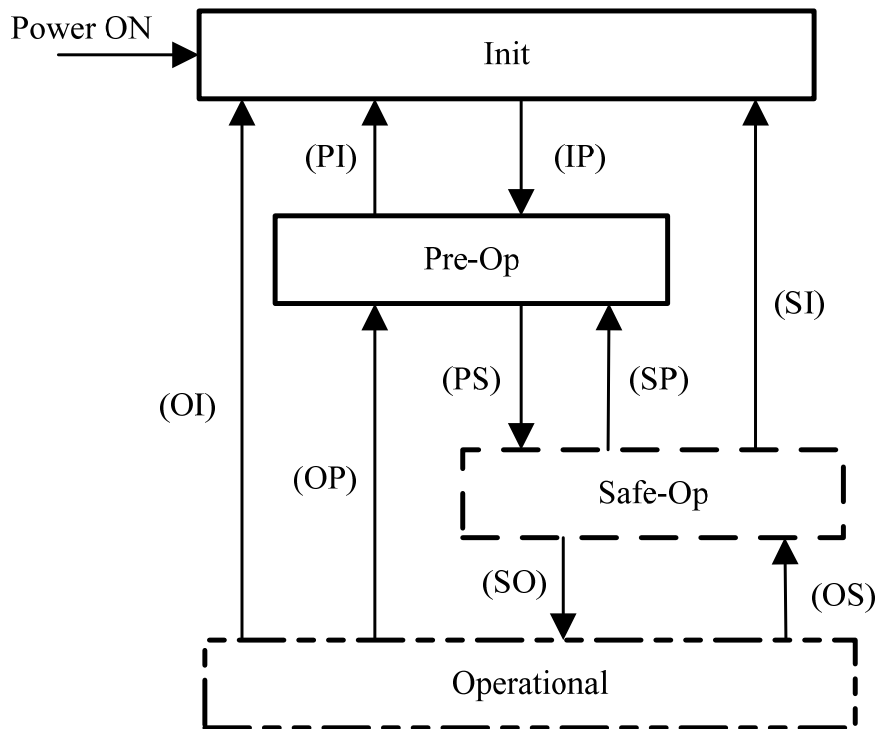 Power ON
Init
(PI)
(IP)
Pre-Op
(SI)
(PS)
(SP)
(OI)
(OP)
Safe-Op
(SO)
(OS)
Operational